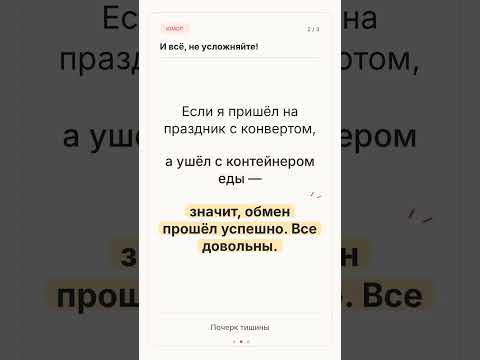 ЮМОР
2 / 3
И всё, не усложняйте!
Если я пришёл на
праздник с конвертом,
а ушёл с контейнером
еды —
значит, обмен
прошёл успешно. Все
довольны.
Почерк тишины